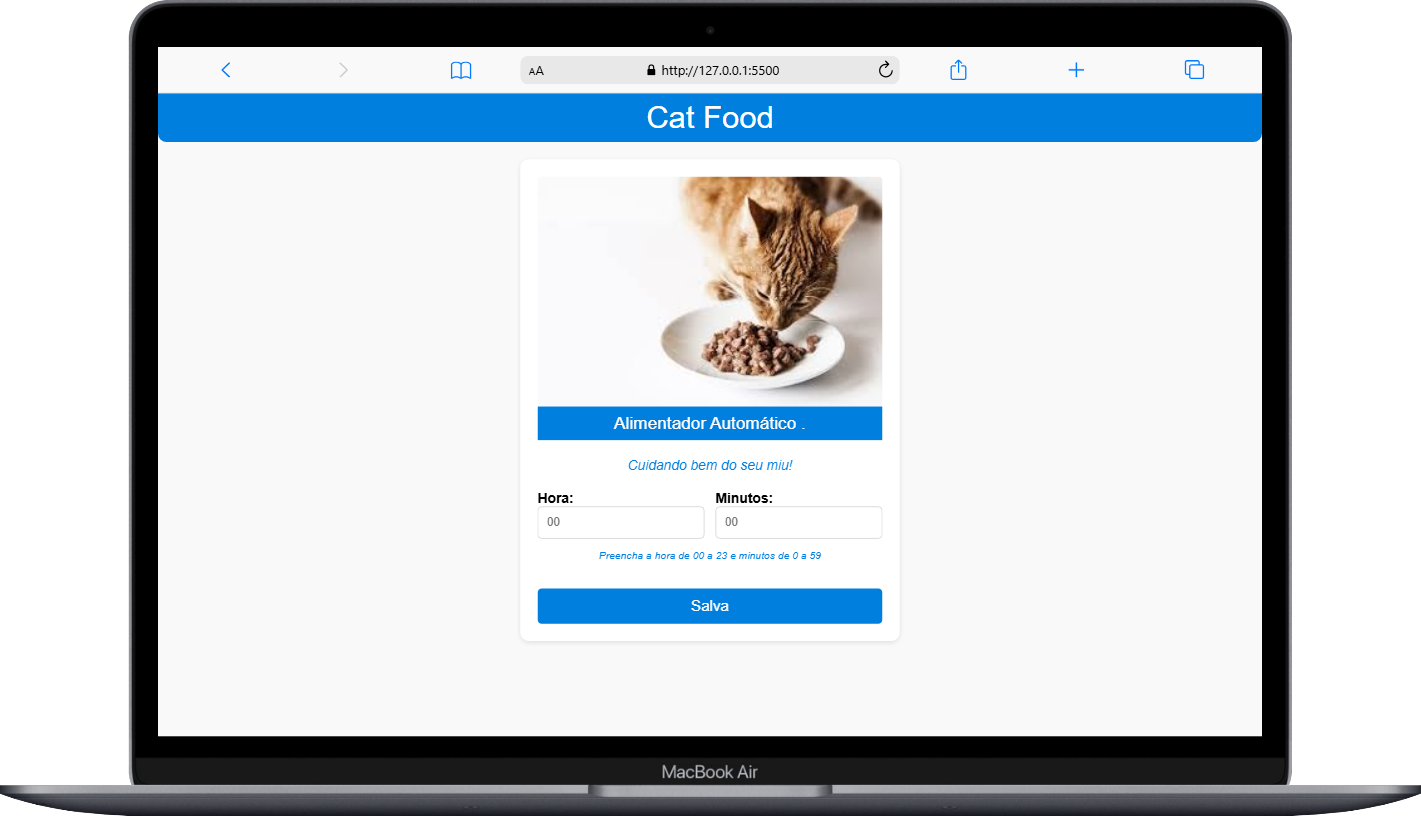 AA http://127.0.0.1:5500
Cat Food
Alimentador Automático .
Cuidando bem do seu miu!
Hora: Minutos:
00 00
Preencha a hora de 00 a 23 e minutos de 0 a 59
Salva
MacBook Air